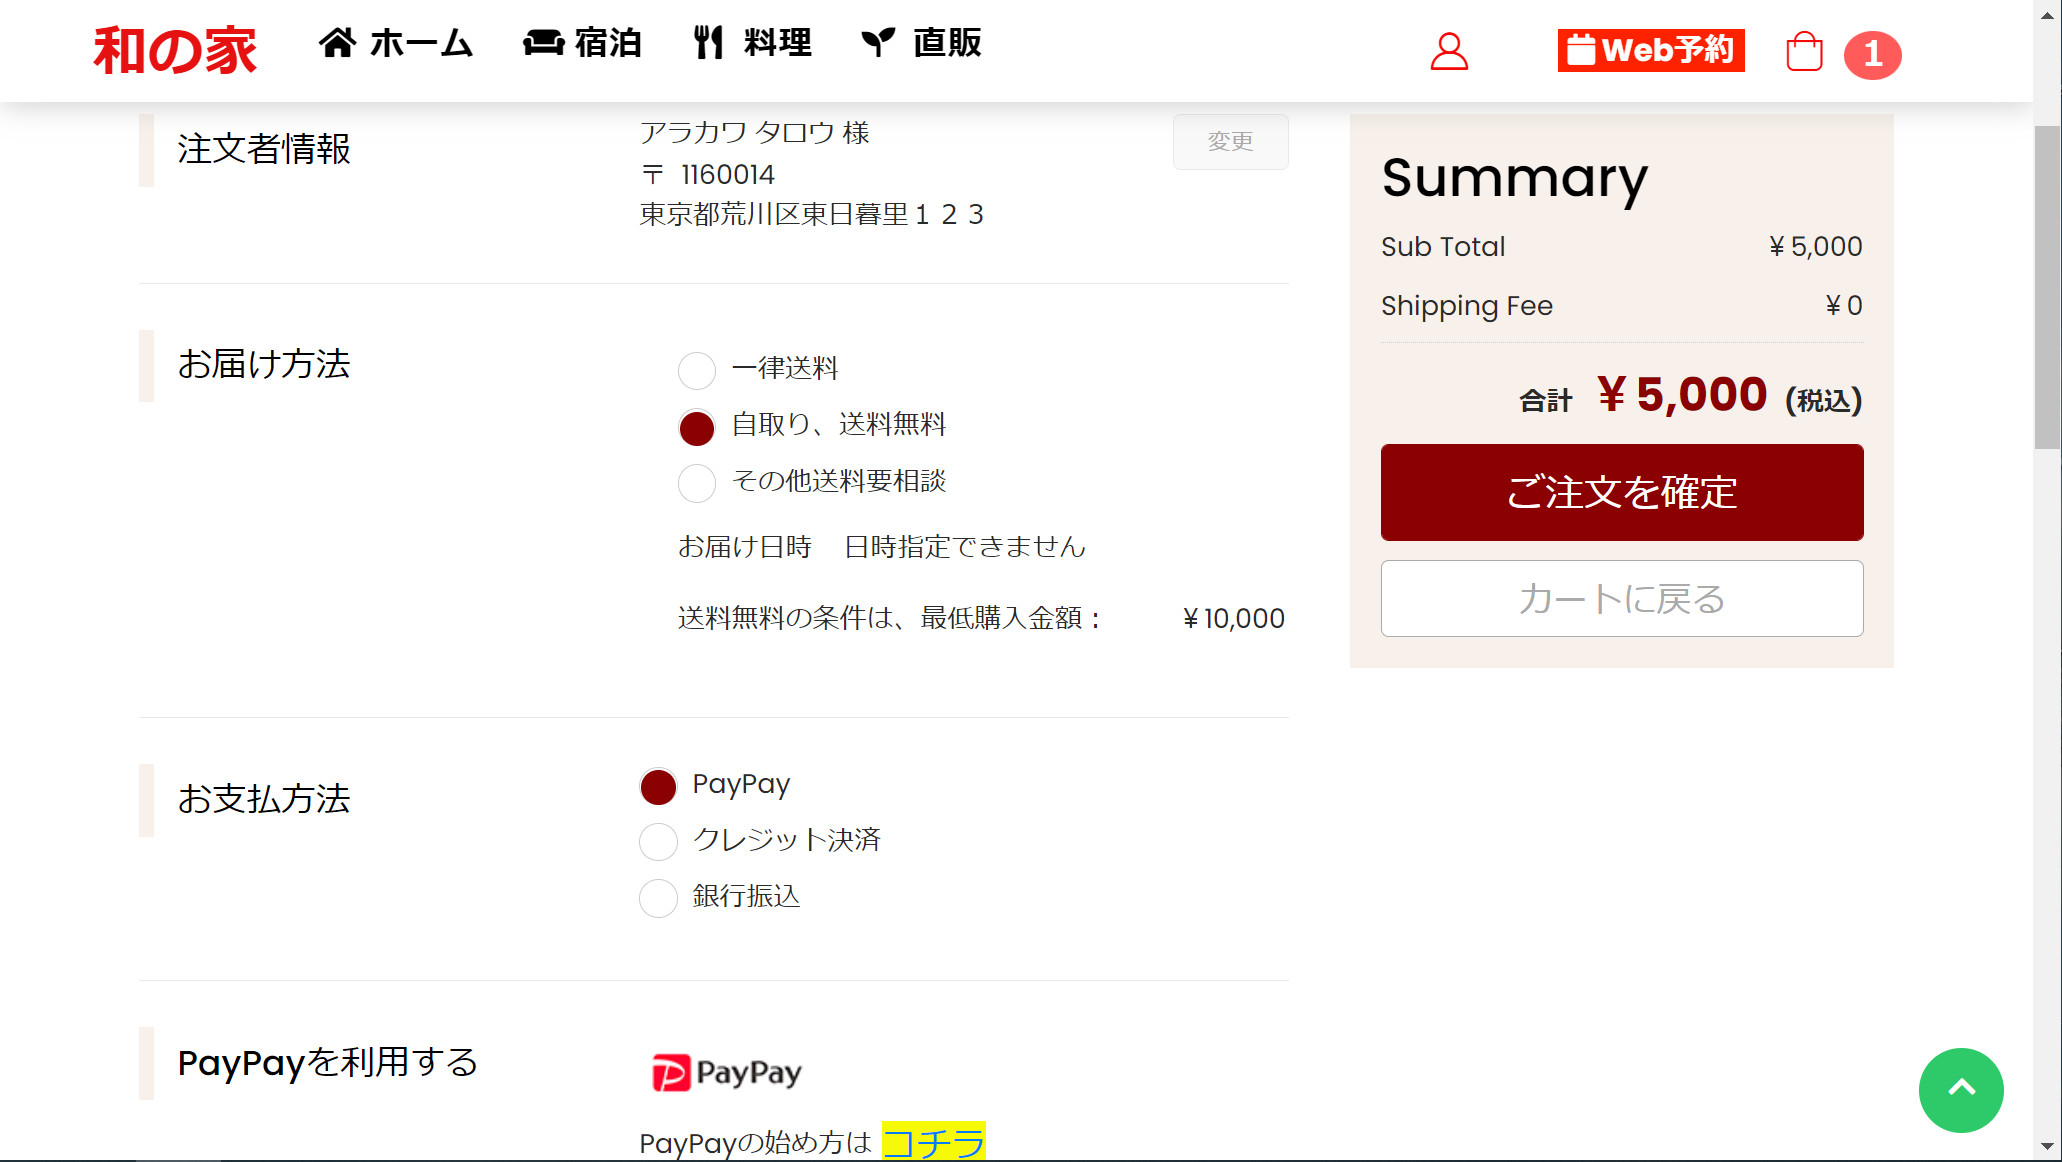 和の家 ホーム 宿泊 料理 直販 Web予約 1
注文者情報
アラカワ タロウ 様
〒 1160014
東京都荒川区東日暮里１２３
変更
お届け方法
一律送料
自取り、送料無料
その他送料要相談
お届け日時 日時指定できません
送料無料の条件は、最低購入金額： ¥ 10,000
お支払方法
PayPay
クレジット決済
銀行振込
PayPayを利用する
PayPay
PayPayの始め方は コチラ
Summary
Sub Total ¥ 5,000
Shipping Fee ¥ 0
合計 ¥ 5,000 (税込)
ご注文を確定
カートに戻る